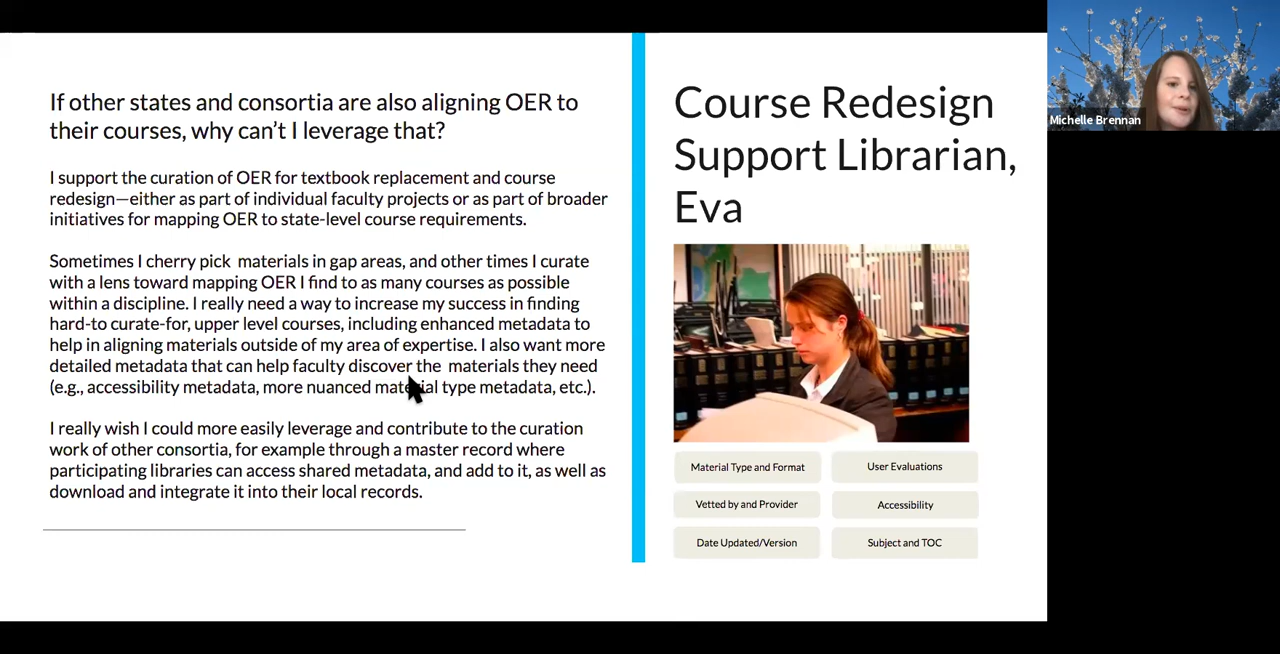 If other states and consortia are also aligning OER to
their courses, why can't I leverage that?
I support the curation of OER for textbook replacement and course
redesign—either as part of individual faculty projects or as part of broader
initiatives for mapping OER to state-level course requirements.
Sometimes I cherry pick materials in gap areas, and other times I curate
with a lens toward mapping OER I find to as many courses as possible
within a discipline. I really need a way to increase my success in finding
hard-to curate-for, upper level courses, including enhanced metadata to
help in aligning materials outside of my area of expertise. I also want more
detailed metadata that can help faculty discover the materials they need
(e.g., accessibility metadata, more nuanced material type metadata, etc.).
I really wish I could more easily leverage and contribute to the curation
work of other consortia, for example through a master record where
participating libraries can access shared metadata, and add to it, as well as
download and integrate it into their local records.
Course Redesign
Support Librarian,
Eva
Material Type and Format
User Evaluations
Vetted by and Provider
Accessibility
Date Updated/Version
Subject and TOC
Michelle Brennan